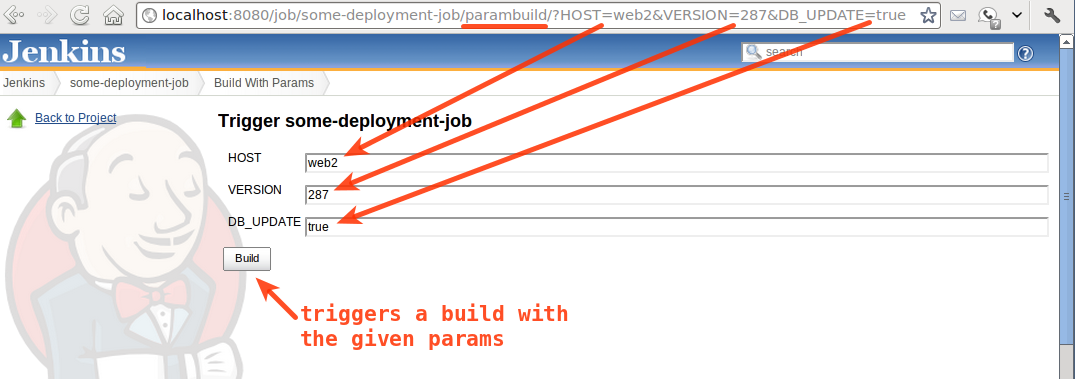 localhost:8080/job/some-deployment-job/parambuild/?HOST=web2&VERSION=287&DB_UPDATE=true
Jenkins
search
?
Jenkins
some-deployment-job
Build With Params
Back to Project
Trigger some-deployment-job
HOST
web2
VERSION
287
DB_UPDATE
true
Build
triggers a build with
the given params